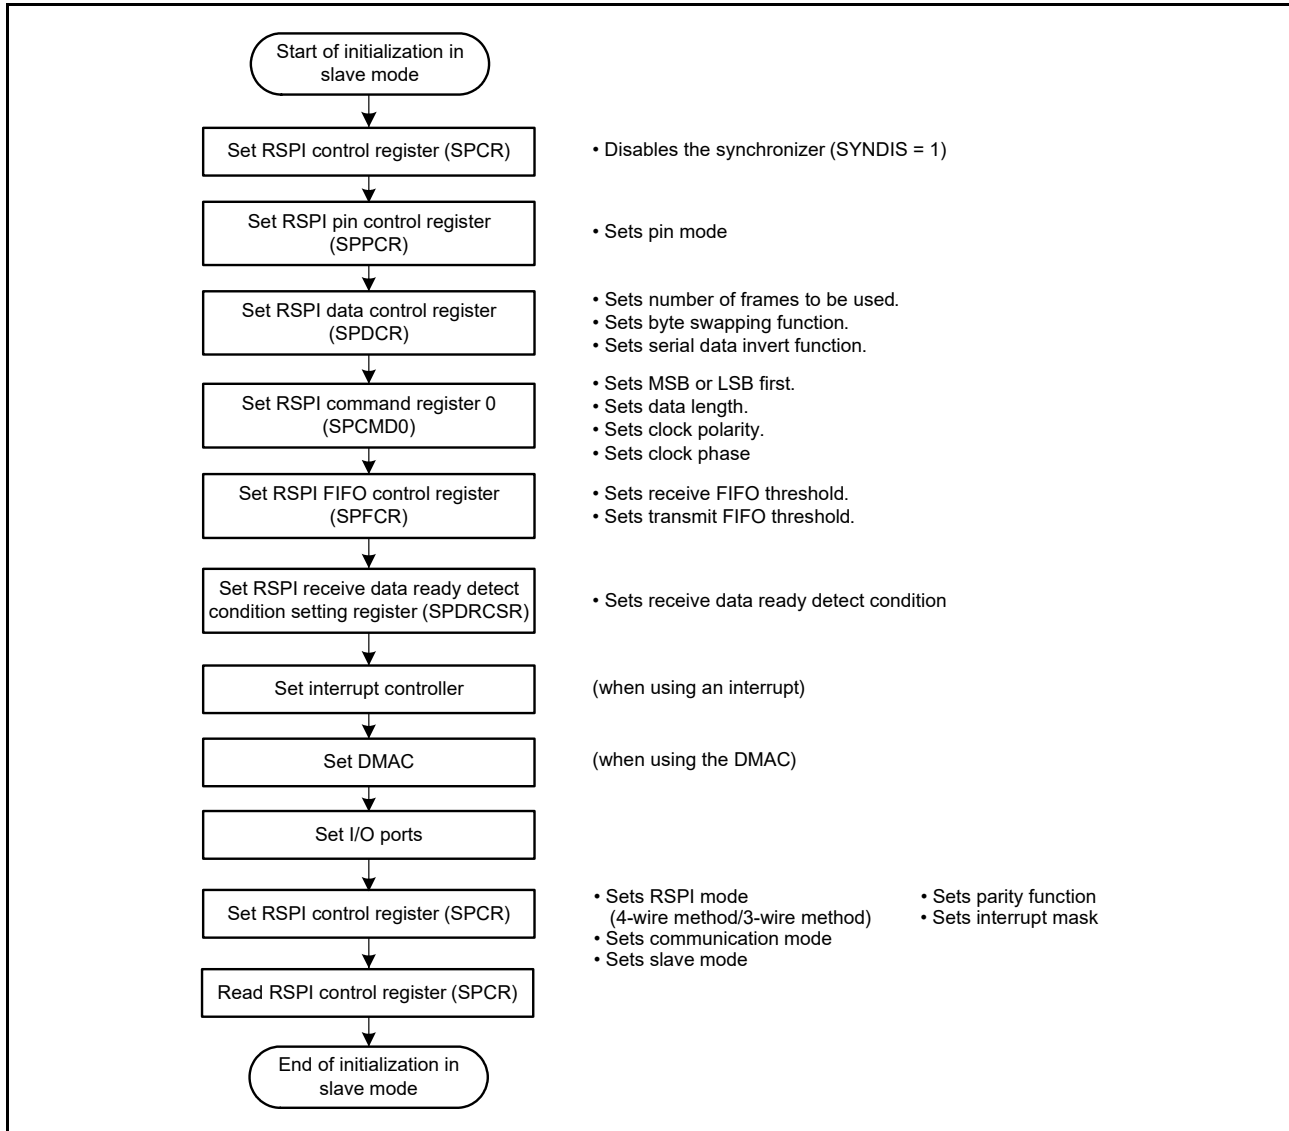 Start of initialization in
slave mode
Set RSPI control register (SPCR)
• Disables the synchronizer (SYNDIS = 1)
Set RSPI pin control register
(SPPCR)
• Sets pin mode
Set RSPI data control register
(SPDCR)
• Sets number of frames to be used.
• Sets byte swapping function.
• Sets serial data invert function.
Set RSPI command register 0
(SPCMD0)
• Sets MSB or LSB first.
• Sets data length.
• Sets clock polarity.
• Sets clock phase
Set RSPI FIFO control register
(SPFCR)
• Sets receive FIFO threshold.
• Sets transmit FIFO threshold.
Set RSPI receive data ready detect
condition setting register (SPDRCSR)
• Sets receive data ready detect condition
Set interrupt controller
(when using an interrupt)
Set DMAC
(when using the DMAC)
Set I/O ports
Set RSPI control register (SPCR)
• Sets RSPI mode
(4-wire method/3-wire method)
• Sets communication mode
• Sets slave mode
• Sets parity function
• Sets interrupt mask
Read RSPI control register (SPCR)
End of initialization in
slave mode